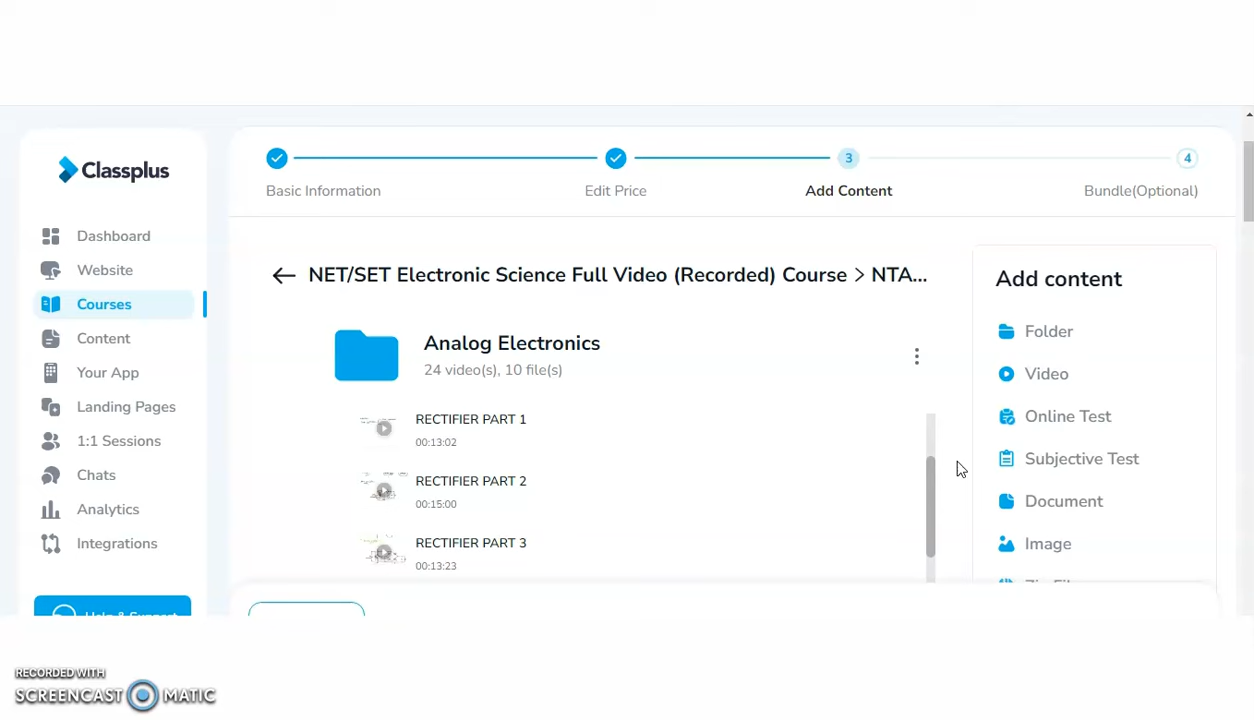 Classplus
Dashboard
Website
Courses
Content
Your App
Landing Pages
1:1 Sessions
Chats
Analytics
Integrations
Help & Support
3
4
Basic Information
Edit Price
Add Content
Bundle(Optional)
NET/SET Electronic Science Full Video (Recorded) Course > NTA...
Analog Electronics
24 video(s), 10 file(s)
RECTIFIER PART 1
00:13:02
RECTIFIER PART 2
00:15:00
RECTIFIER PART 3
00:13:23
Add content
Folder
Video
Online Test
Subjective Test
Document
Image
RECORDED WITH
SCREENCAST MATIC